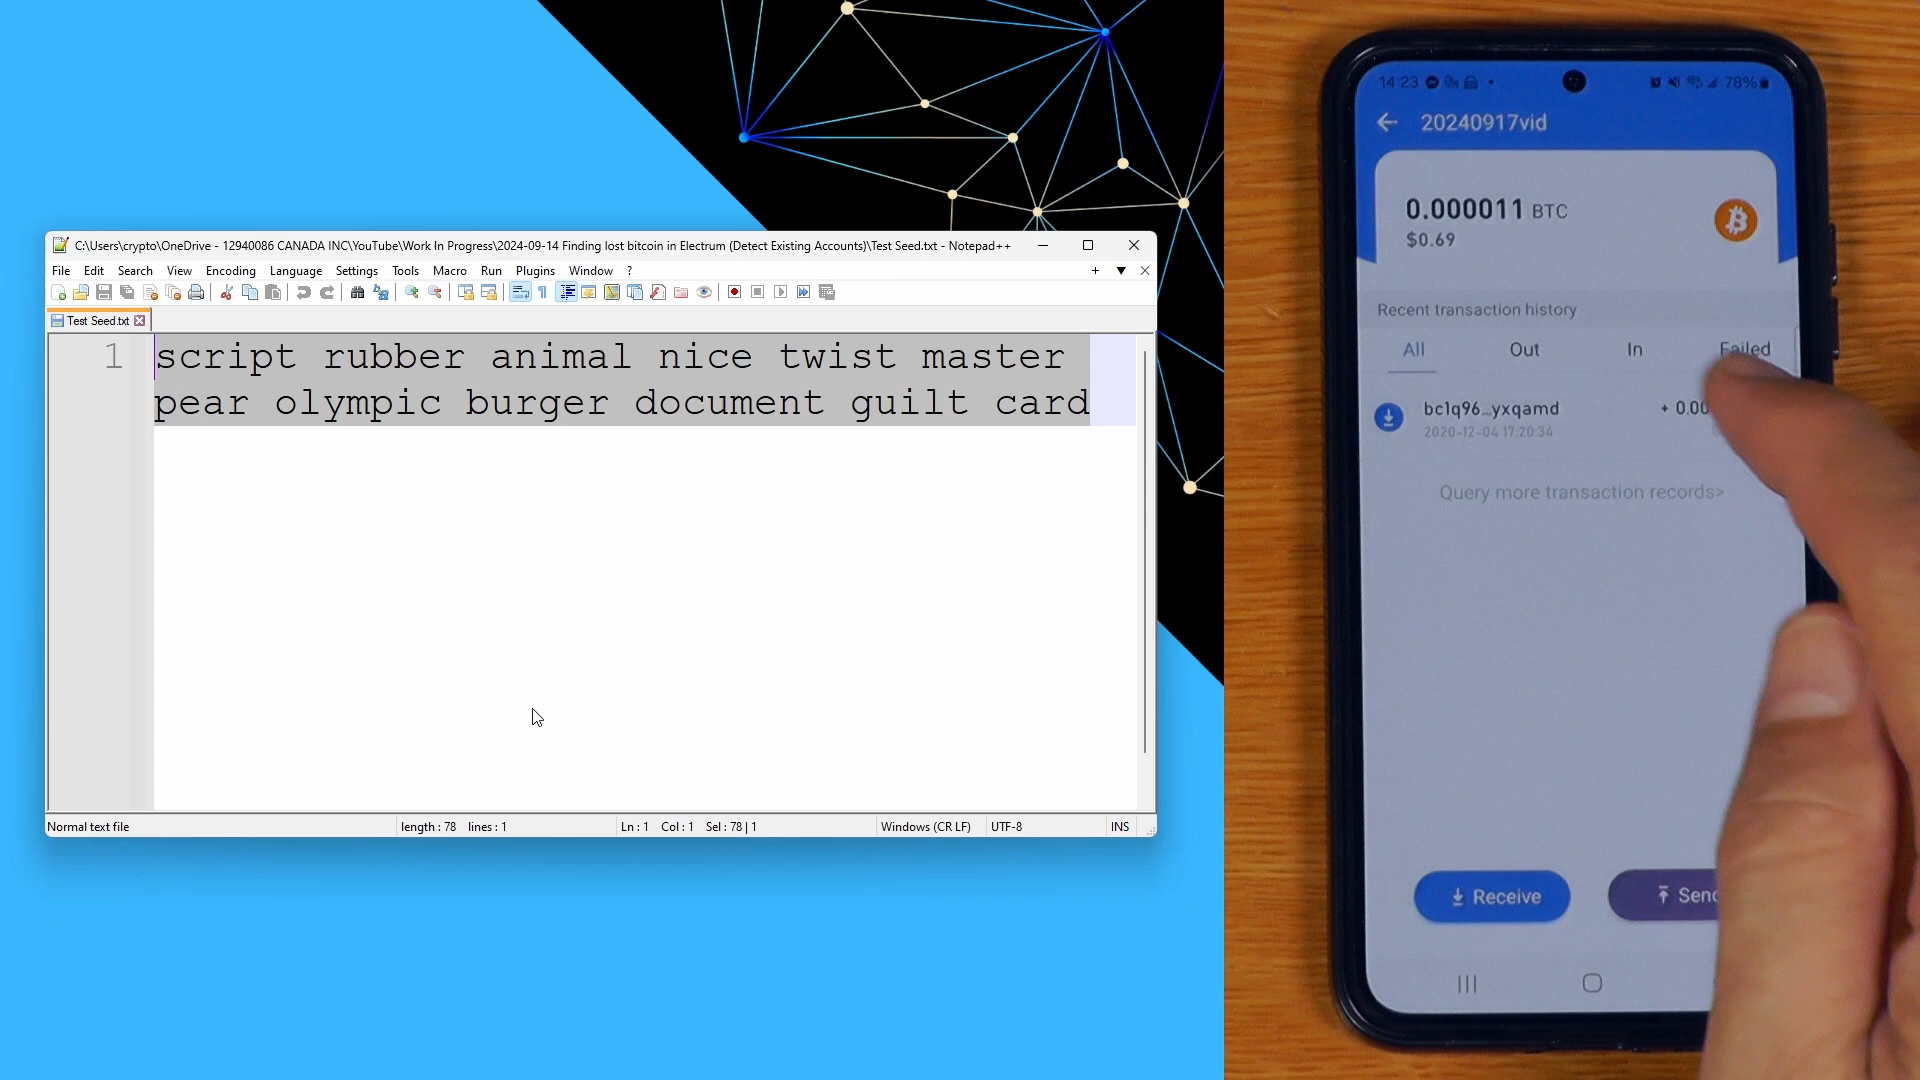 C:\Users\crypto\OneDrive - 12940086 CANADA INC\YouTube\Work In Progress\2024-09-14 Finding lost bitcoin in Electrum (Detect Existing Accounts)\Test Seed.txt - Notepad++
File Edit Search View Encoding Language Settings Tools Macro Run Plugins Window ?
Test Seed.txt
1 script rubber animal nice twist master
pear olympic burger document guilt card
Normal text file length : 78 lines : 1 Ln : 1 Col : 1 Sel : 78 | 1 Windows (CR LF) UTF-8 INS
14:23 78%
20240917vid
0.000011 BTC
$0.69
Recent transaction history
All Out In Failed
bc1q96...yxqamd + 0.00
2020-12-04 17:20:34
Query more transaction records>
Receive Send